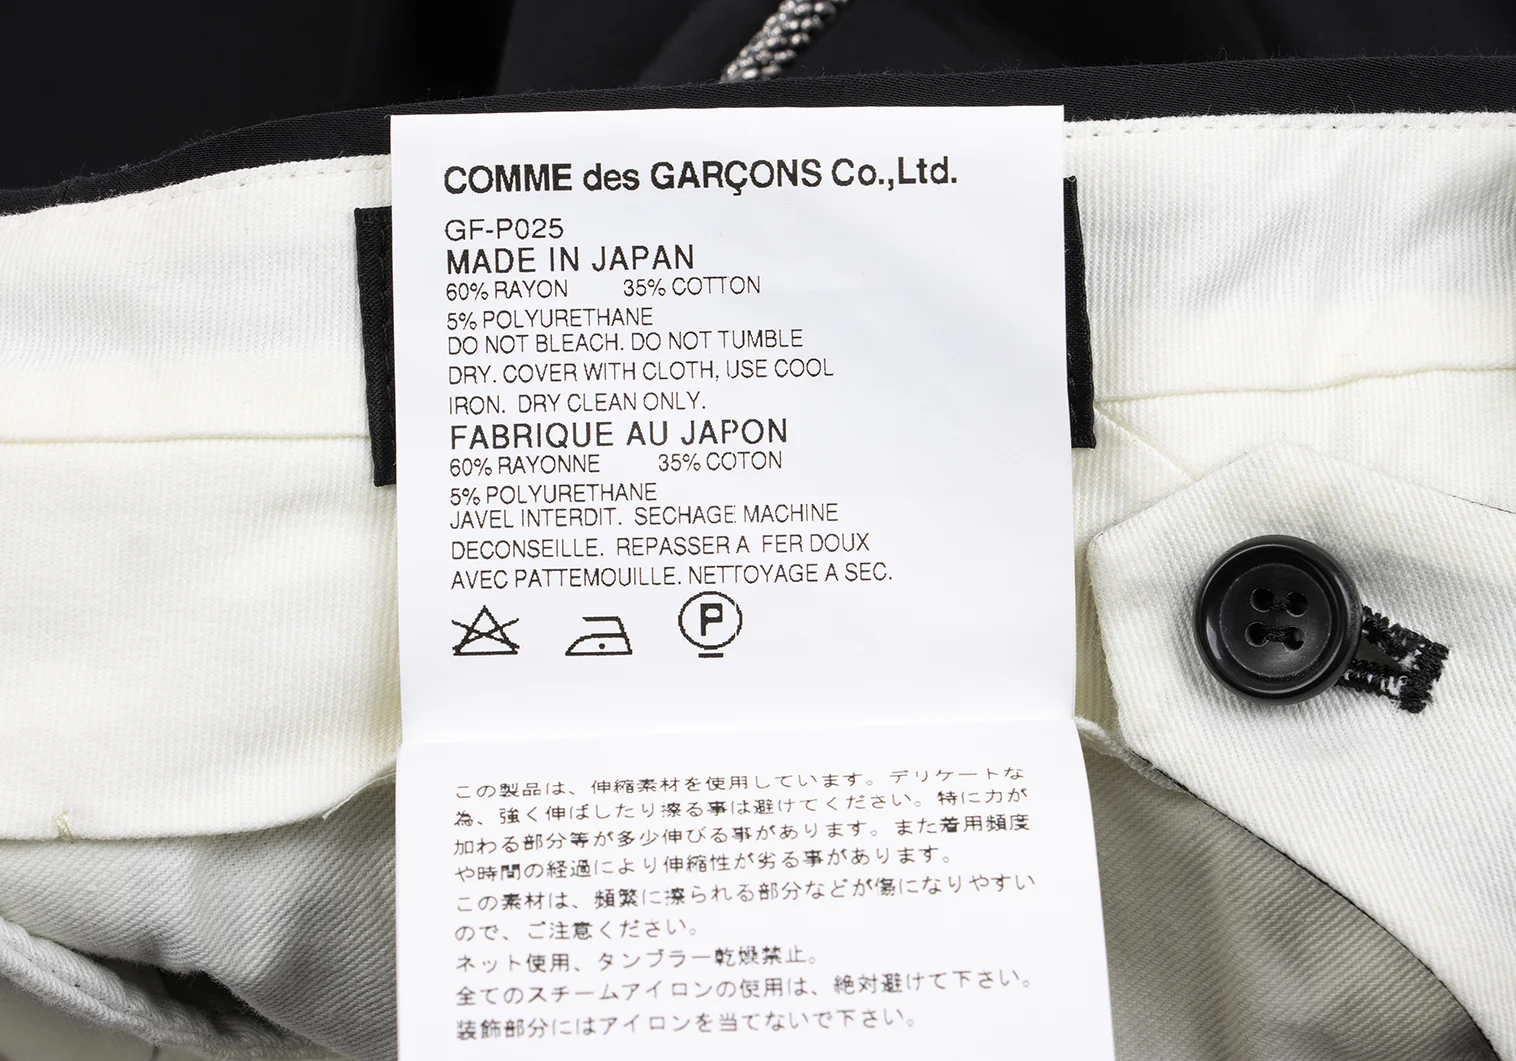 COMME des GARÇONS Co.,Ltd.
GF-P025
MADE IN JAPAN
60% RAYON 35% COTTON
5% POLYURETHANE
DO NOT BLEACH. DO NOT TUMBLE
DRY. COVER WITH CLOTH, USE COOL
IRON. DRY CLEAN ONLY.
FABRIQUE AU JAPON
60% RAYONNE 35% COTON
5% POLYURETHANE
JAVEL INTERDIT. SECHAGE MACHINE
DECONSEILLE. REPASSER A FER DOUX
AVEC PATTEMOUILLE. NETTOYAGE A SEC.
P
この製品は、伸縮素材を使用しています。デリケートな
為、強く伸ばしたり擦る事は避けてください。特に力が
加わる部分等が多少伸びる事があります。また着用頻度
や時間の経過により伸縮性が劣る事があります。
この素材は、頻繁に擦られる部分などが傷になりやすい
ので、ご注意ください。
ネット使用、タンブラー乾燥禁止。
全てのスチームアイロンの使用は、絶対避けて下さい。
装飾部分にはアイロンを当てないで下さい。